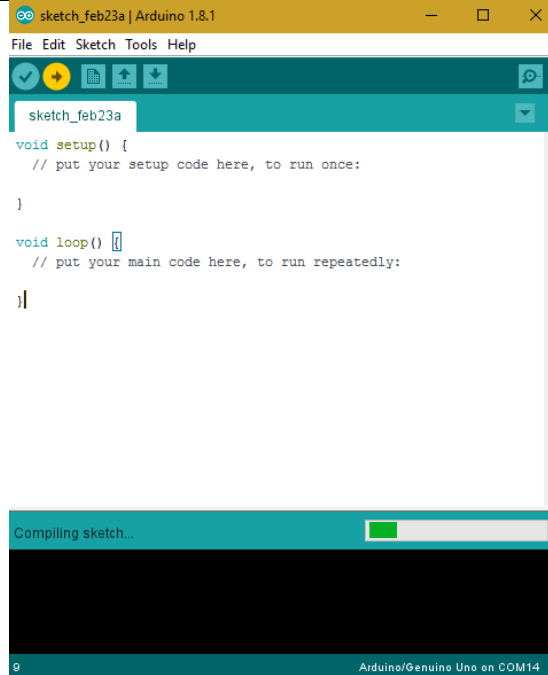 sketch_feb23a | Arduino 1.8.1
File Edit Sketch Tools Help
sketch_feb23a
void setup() {
  // put your setup code here, to run once:
}
void loop() {
  // put your main code here, to run repeatedly:
}
Compiling sketch...
9 Arduino/Genuino Uno on COM14